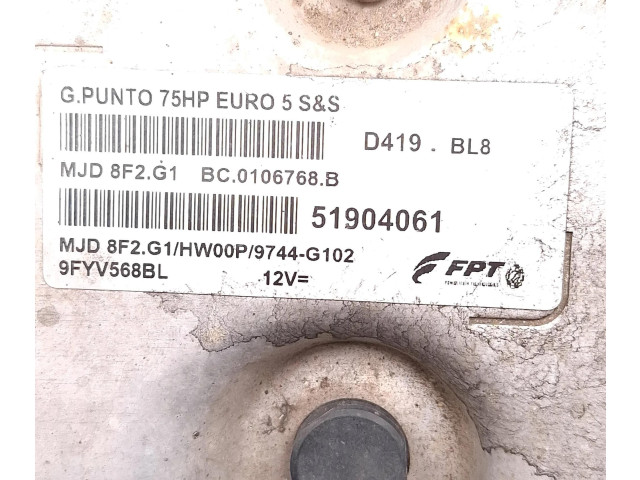 G.PUNTO 75HP EURO 5 S&S
D419 . BL8
MJD 8F2.G1 BC.0106768.B
51904061
MJD 8F2.G1/HW00P/9744-G102
9FYV568BL 12V=
FPT